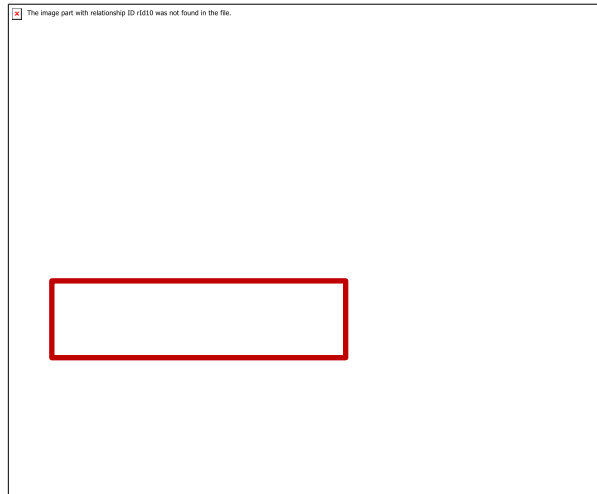 The image part with relationship ID rId10 was not found in the file.